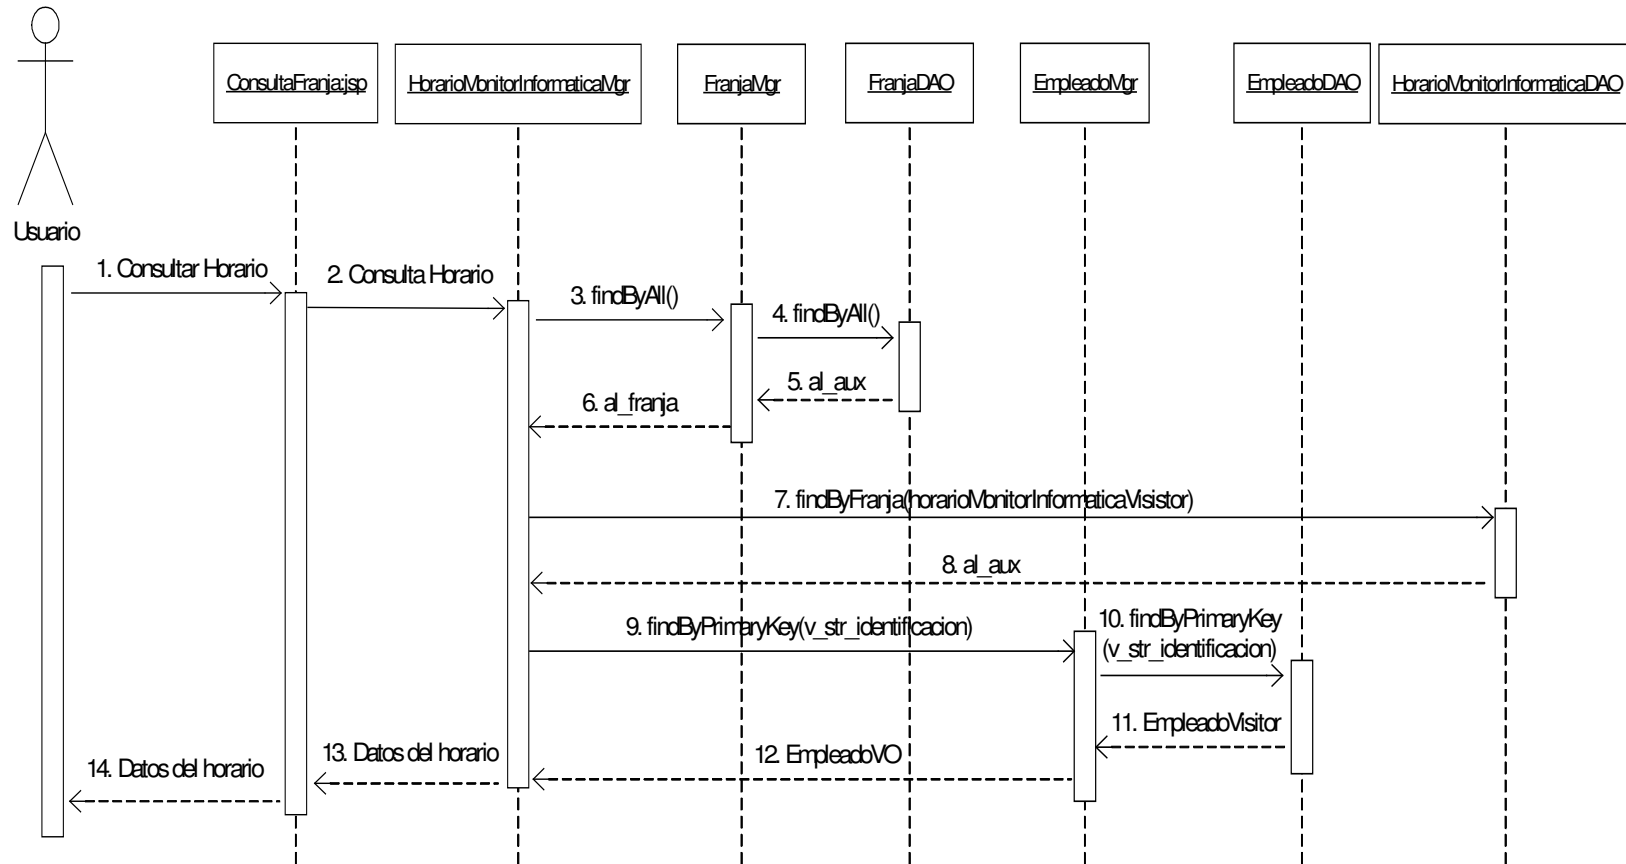 ConsultaFranja.jsp
HorarioMonitorInformaticaMgr
FranjaMgr
FranjaDAO
EmpleadoMgr
EmpleadoDAO
HorarioMonitorInformaticaDAO
Usuario
1. Consultar Horario
2. Consulta Horario
3. findByAll()
4. findByAll()
5. al_aux
6. al_franja
7. findByFranja(horarioMonitorInformaticaVisistor)
8. al_aux
9. findByPrimaryKey(v_str_identificacion)
10. findByPrimaryKey
(v_str_identificacion)
11. EmpleadoVisitor
12. EmpleadoVO
13. Datos del horario
14. Datos del horario